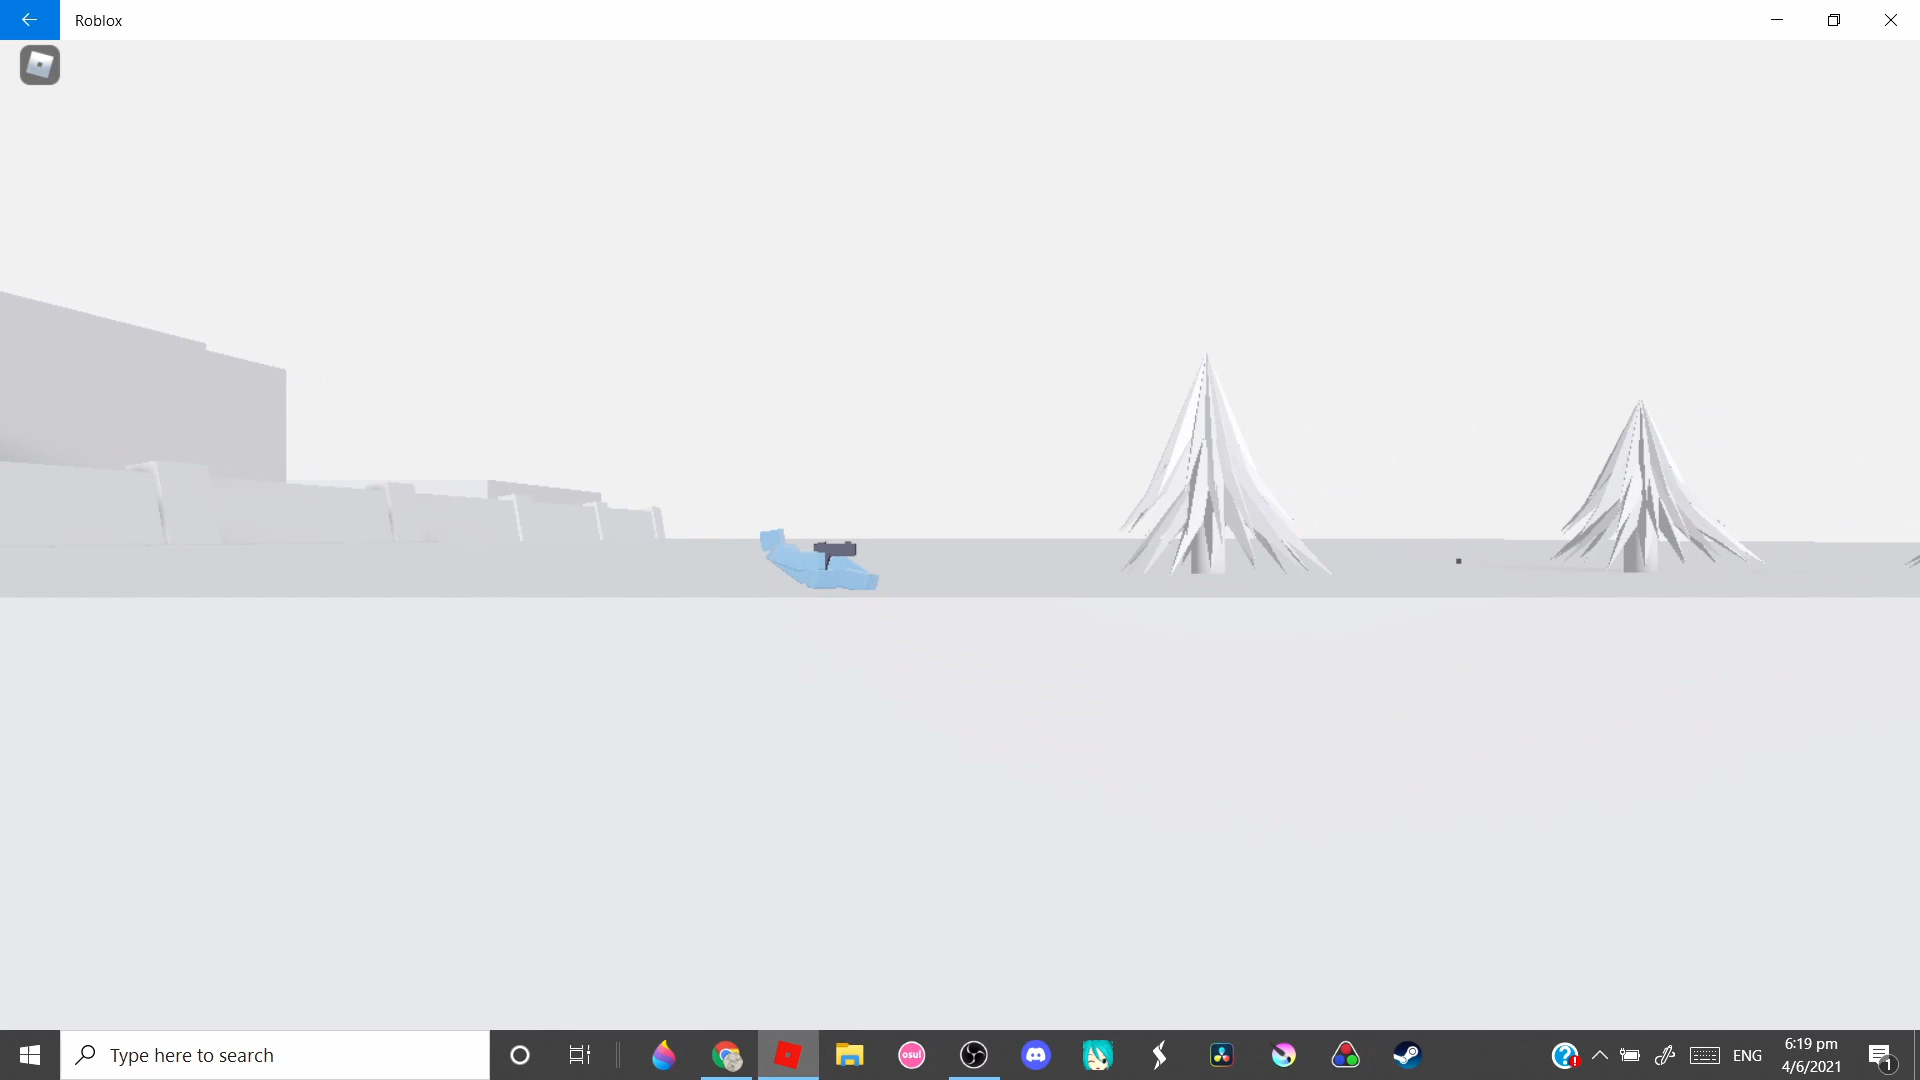 Roblox
Type here to search
osu!
ENG
6:19 pm
4/6/2021
1